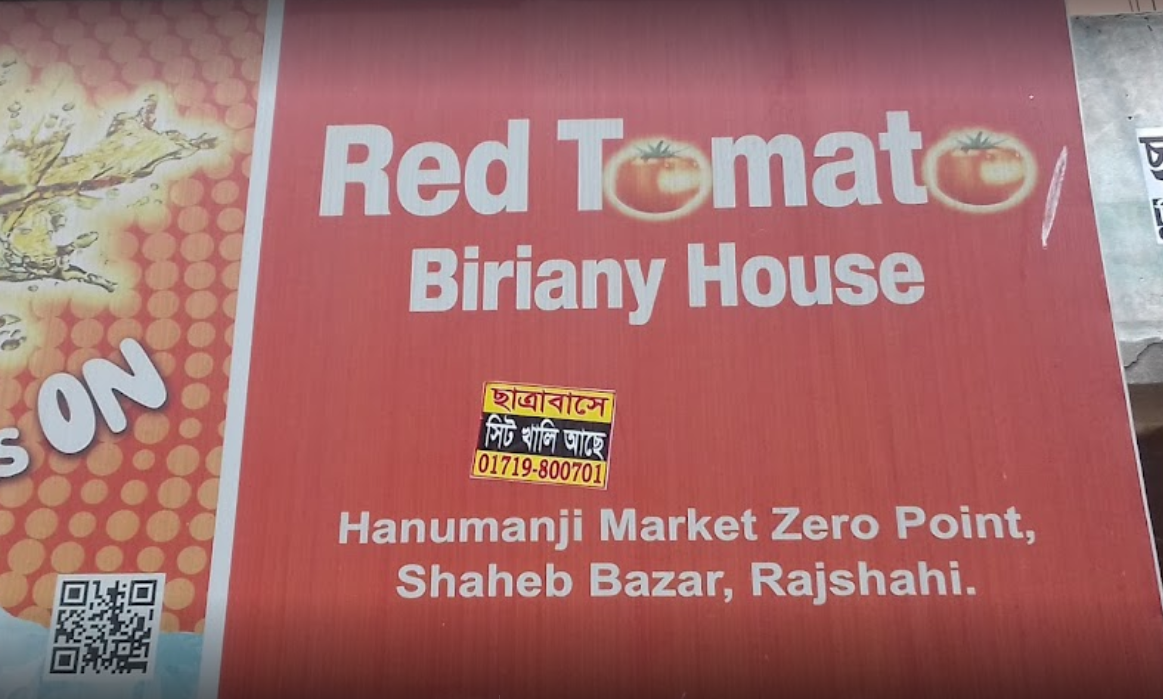 Red Tomato
Biriany House
ছাত্রাবাসে
সিট খালি আছে
01719-800701
Hanumanji Market Zero Point,
Shaheb Bazar, Rajshahi.
ON